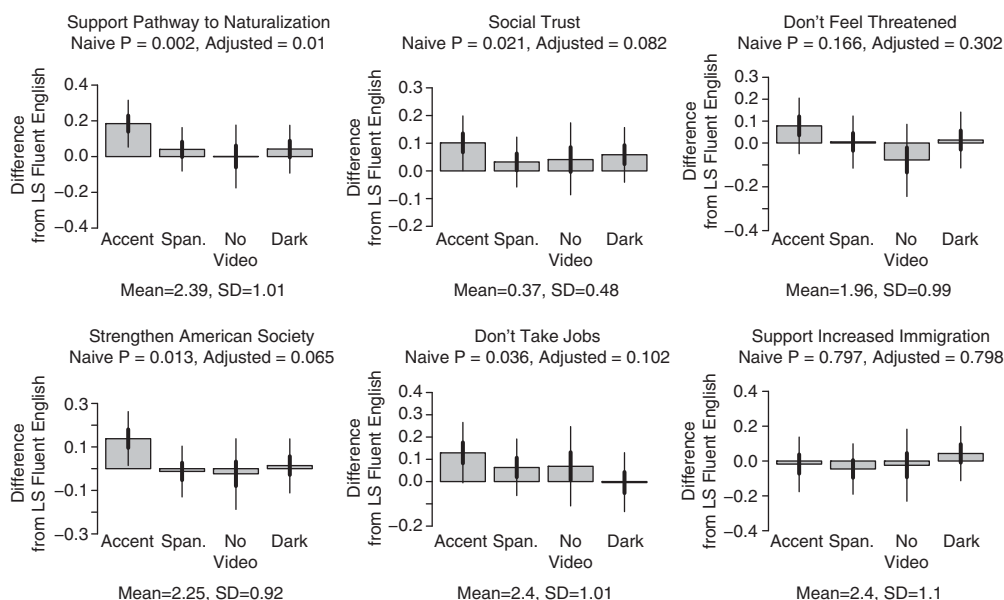 Support Pathway to Naturalization
Naive P = 0.002, Adjusted = 0.01
Difference
from LS Fluent English
0.4
0.2
0.0
−0.2
−0.4
Accent Span. No Dark
Video
Mean=2.39, SD=1.01
Social Trust
Naive P = 0.021, Adjusted = 0.082
Difference
from LS Fluent English
0.3
0.2
0.1
0.0
−0.1
−0.2
Accent Span. No Dark
Video
Mean=0.37, SD=0.48
Don't Feel Threatened
Naive P = 0.166, Adjusted = 0.302
Difference
from LS Fluent English
0.3
0.2
0.1
0.0
−0.2
−0.4
Accent Span. No Dark
Video
Mean=1.96, SD=0.99
Strengthen American Society
Naive P = 0.013, Adjusted = 0.065
Difference
from LS Fluent English
0.3
0.1
−0.1
−0.3
Accent Span. No Dark
Video
Mean=2.25, SD=0.92
Don't Take Jobs
Naive P = 0.036, Adjusted = 0.102
Difference
from LS Fluent English
0.4
0.3
0.2
0.1
0.0
−0.2
Accent Span. No Dark
Video
Mean=2.4, SD=1.01
Support Increased Immigration
Naive P = 0.797, Adjusted = 0.798
Difference
from LS Fluent English
0.4
0.2
0.0
−0.2
−0.4
Accent Span. No Dark
Video
Mean=2.4, SD=1.1